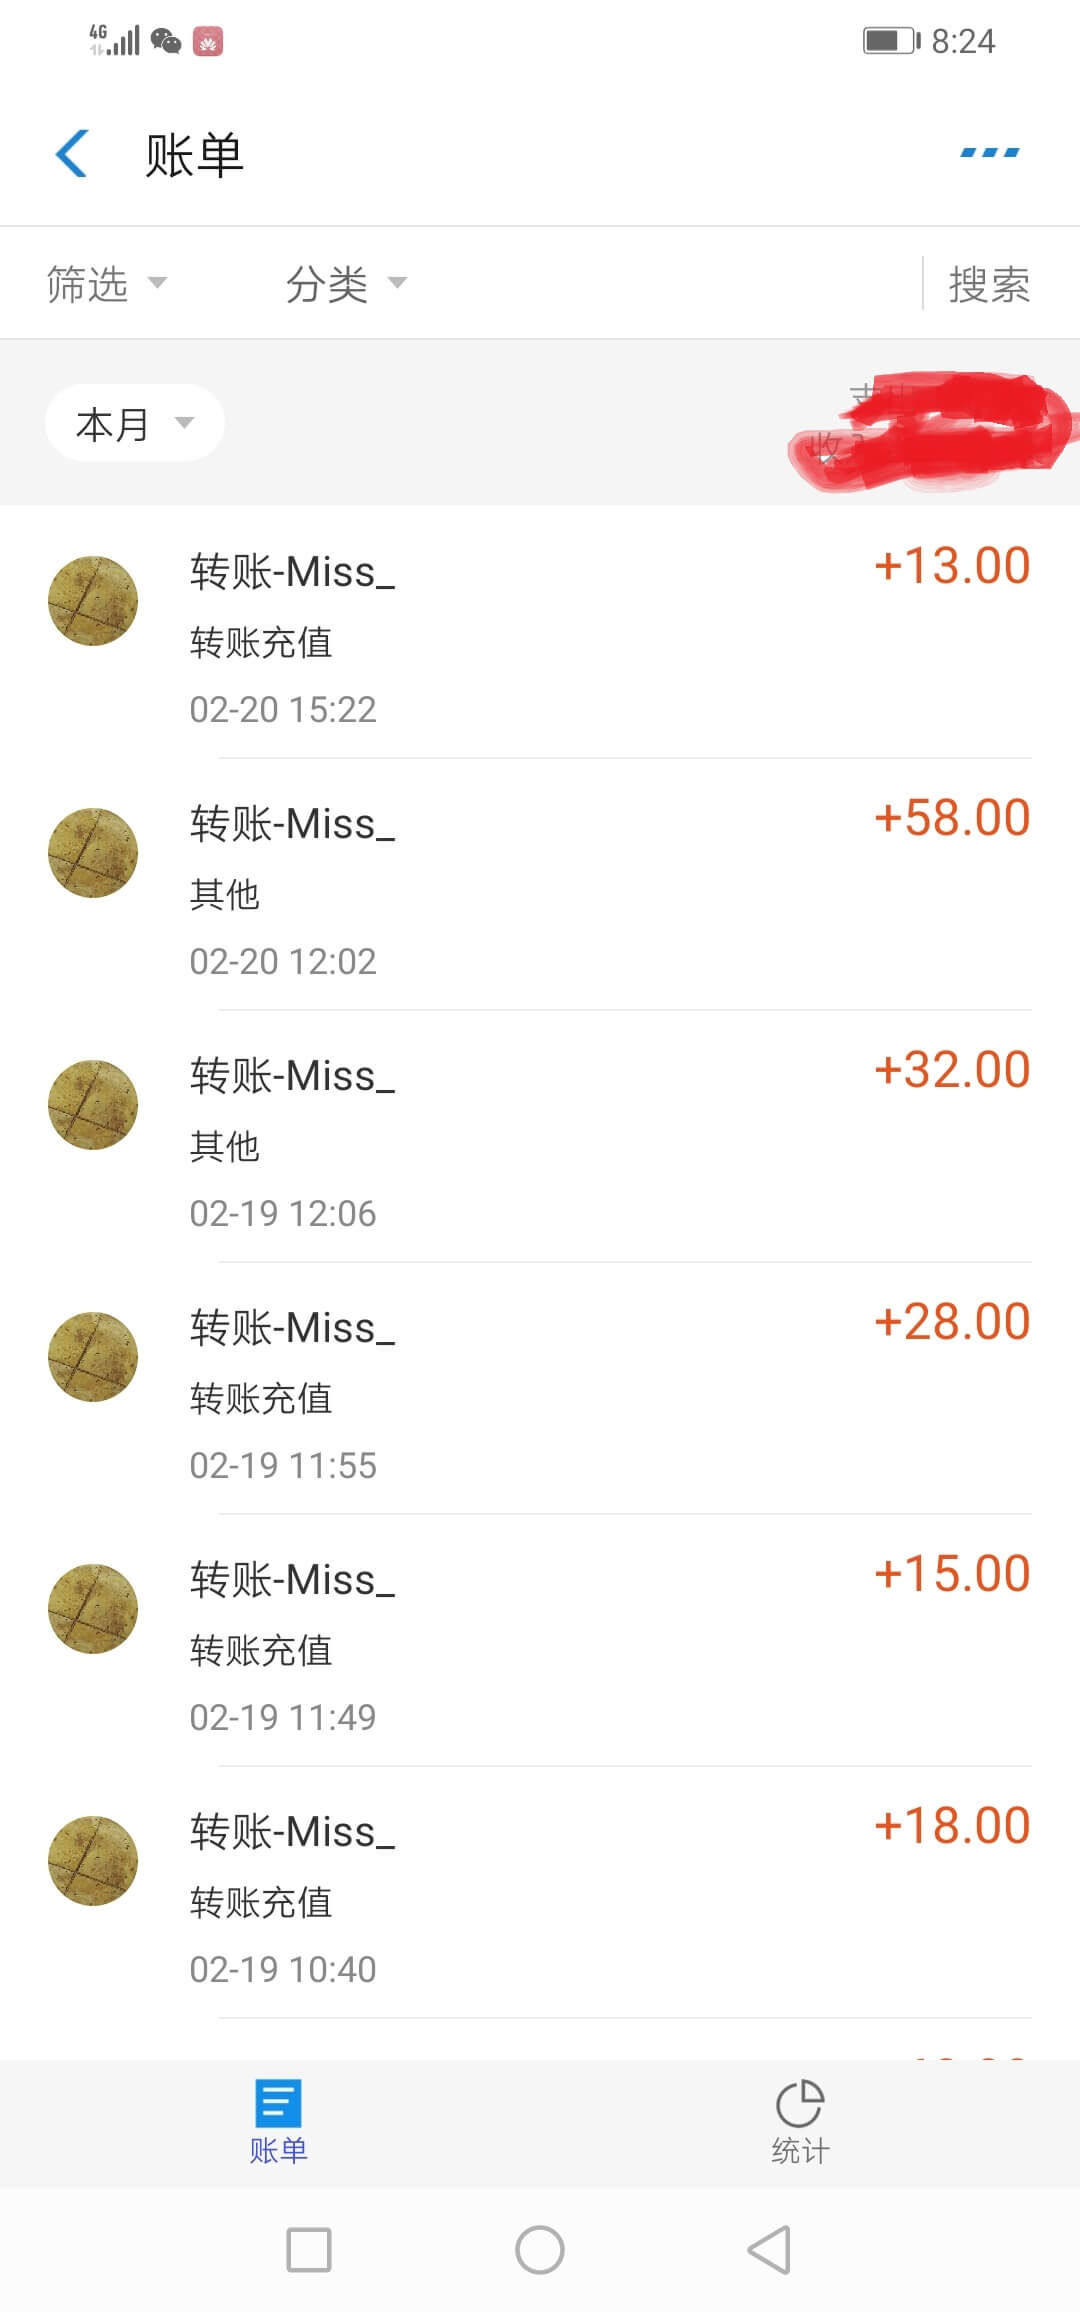 4G 8:24
账单
筛选 分类 搜索
本月
转账-Miss_ +13.00
转账充值
02-20 15:22
转账-Miss_ +58.00
其他
02-20 12:02
转账-Miss_ +32.00
其他
02-19 12:06
转账-Miss_ +28.00
转账充值
02-19 11:55
转账-Miss_ +15.00
转账充值
02-19 11:49
转账-Miss_ +18.00
转账充值
02-19 10:40
账单 统计